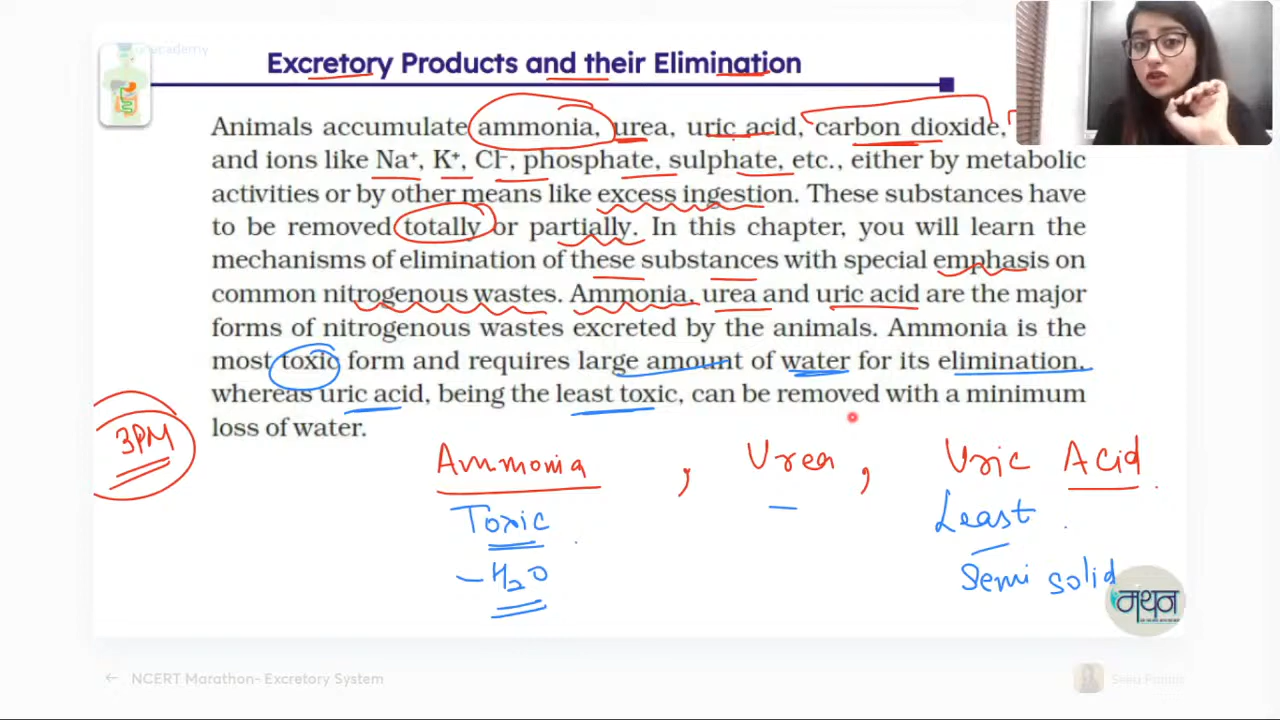 unacademy
Excretory Products and their Elimination
Animals accumulate ammonia, urea, uric acid, carbon dioxide,
and ions like Na⁺, K⁺, Cl⁻, phosphate, sulphate, etc., either by metabolic
activities or by other means like excess ingestion. These substances have
to be removed totally or partially. In this chapter, you will learn the
mechanisms of elimination of these substances with special emphasis on
common nitrogenous wastes. Ammonia, urea and uric acid are the major
forms of nitrogenous wastes excreted by the animals. Ammonia is the
most toxic form and requires large amount of water for its elimination,
whereas uric acid, being the least toxic, can be removed with a minimum
loss of water.
3PM
Ammonia , Urea , Uric Acid
Toxic – Least
– H₂O Semi solid
मंथन
← NCERT Marathon- Excretory System